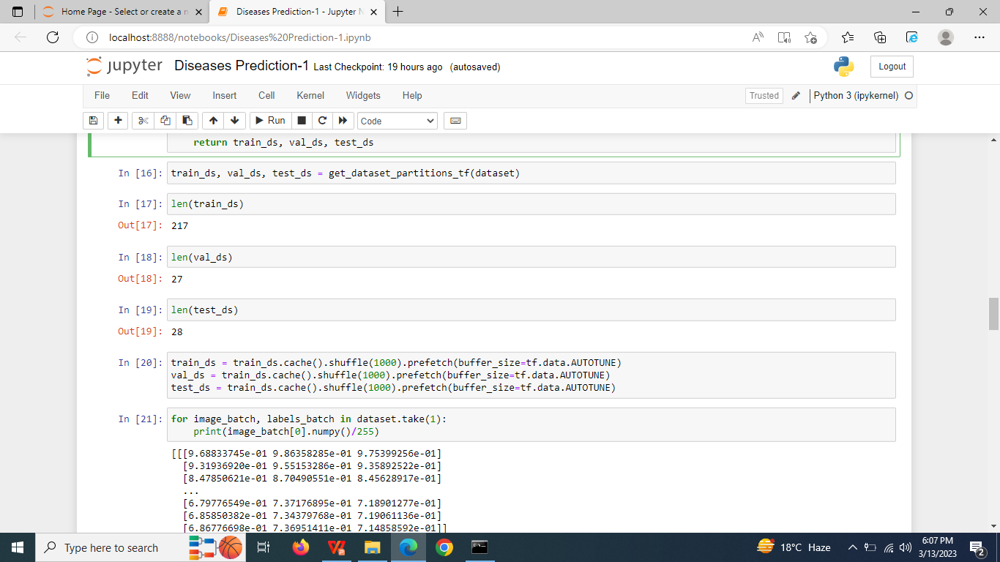 Home Page - Select or create a n
Diseases Prediction-1 - Jupyter N
localhost:8888/notebooks/Diseases%20Prediction-1.ipynb
jupyter Diseases Prediction-1 Last Checkpoint: 19 hours ago (autosaved)
Logout
File Edit View Insert Cell Kernel Widgets Help
Trusted
Python 3 (ipykernel)
Run
Code
return train_ds, val_ds, test_ds
In [16]: train_ds, val_ds, test_ds = get_dataset_partitions_tf(dataset)
In [17]: len(train_ds)
Out[17]: 217
In [18]: len(val_ds)
Out[18]: 27
In [19]: len(test_ds)
Out[19]: 28
In [20]: train_ds = train_ds.cache().shuffle(1000).prefetch(buffer_size=tf.data.AUTOTUNE)
val_ds = train_ds.cache().shuffle(1000).prefetch(buffer_size=tf.data.AUTOTUNE)
test_ds = train_ds.cache().shuffle(1000).prefetch(buffer_size=tf.data.AUTOTUNE)
In [21]: for image_batch, labels_batch in dataset.take(1):
print(image_batch[0].numpy()/255)
[[[9.68833745e-01 9.86358285e-01 9.75399256e-01]
[9.31936920e-01 9.55153286e-01 9.35892522e-01]
[8.47850621e-01 8.70490551e-01 8.45628917e-01]
...
[6.79776549e-01 7.37176895e-01 7.18901277e-01]
[6.85850382e-01 7.34379768e-01 7.19061136e-01]
[6.86776698e-01 7.36951411e-01 7.14858592e-01]]
Type here to search
18°C Haze
6:07 PM
3/13/2023
2